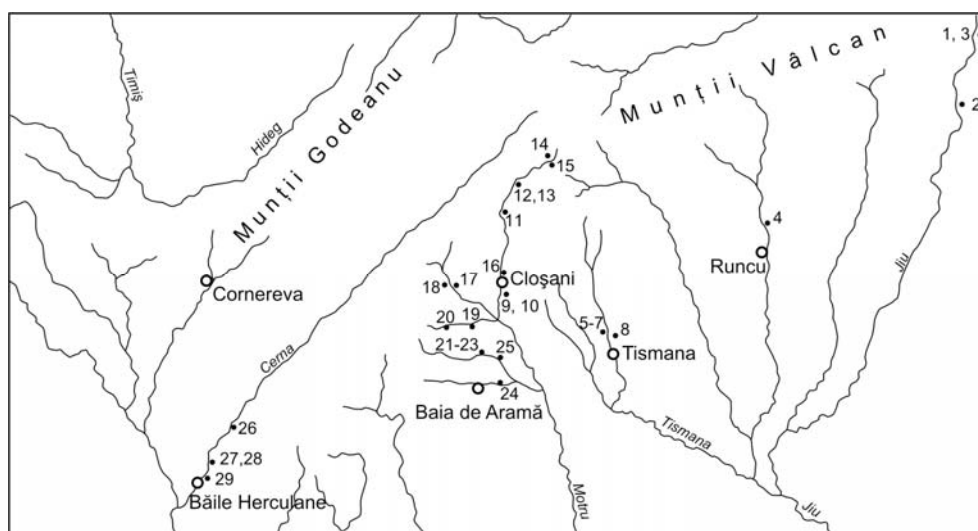 1, 3
Munții Vâlcan
2
Timiș
Hideg
Munții Godeanu
14
15
12,13
11
4
Runcu
Jiu
16
Cloșani
18
17
9, 10
Cornereva
20
19
5-7
8
21-23
25
Tismana
Cerna
24
Baia de Aramă
Tismana
26
27,28
29
Băile Herculane
Motru
Jiu